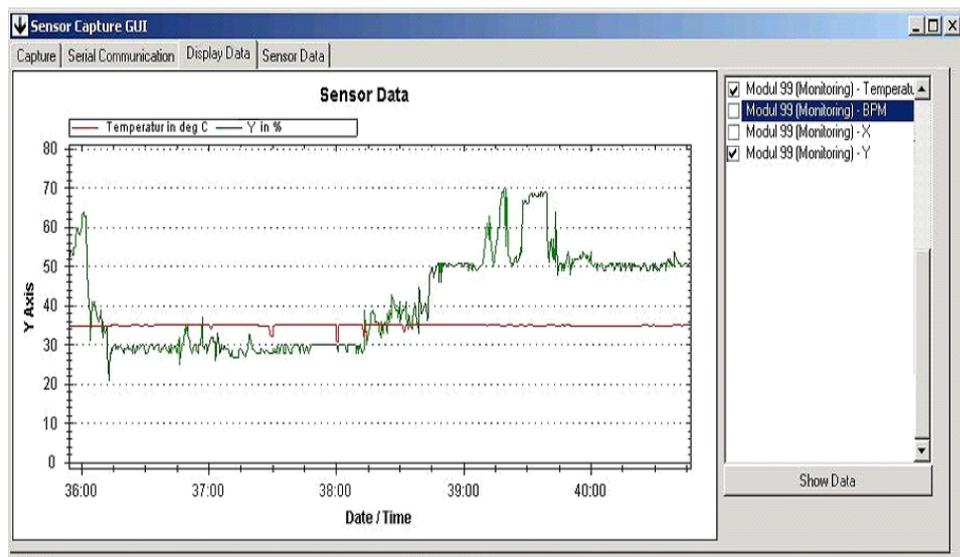 Sensor Capture GUI
Capture Serial Communication Display Data Sensor Data
Sensor Data
Temperatur in deg C Y in %
80
70
60
50
40
30
20
10
0
Y Axis
36:00 37:00 38:00 39:00 40:00
Date / Time
Modul 99 (Monitoring) - Temperatu
Modul 99 (Monitoring) - BPM
Modul 99 (Monitoring) - X
Modul 99 (Monitoring) - Y
Show Data